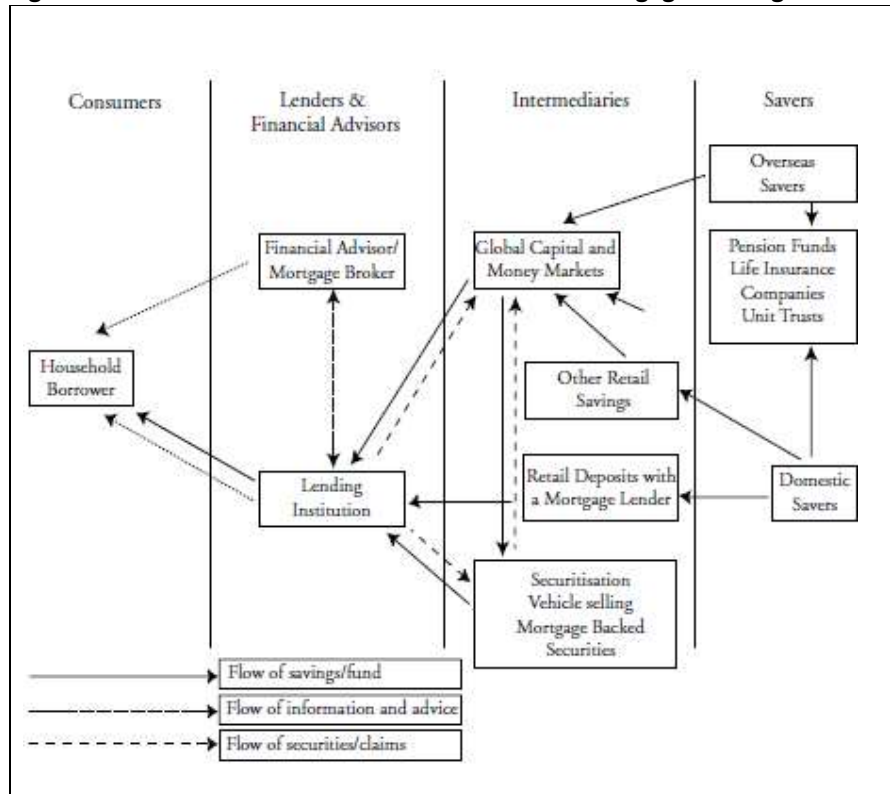 Consumers
Lenders &
Financial Advisors
Intermediaries
Savers
Overseas
Savers
Financial Advisor/
Mortgage Broker
Global Capital and
Money Markets
Pension Funds
Life Insurance
Companies
Unit Trusts
Household
Borrower
Other Retail
Savings
Lending
Institution
Retail Deposits with
a Mortgage Lender
Domestic
Savers
Securitisation
Vehicle selling
Mortgage Backed
Securities
Flow of savings/fund
Flow of information and advice
Flow of securities/claims